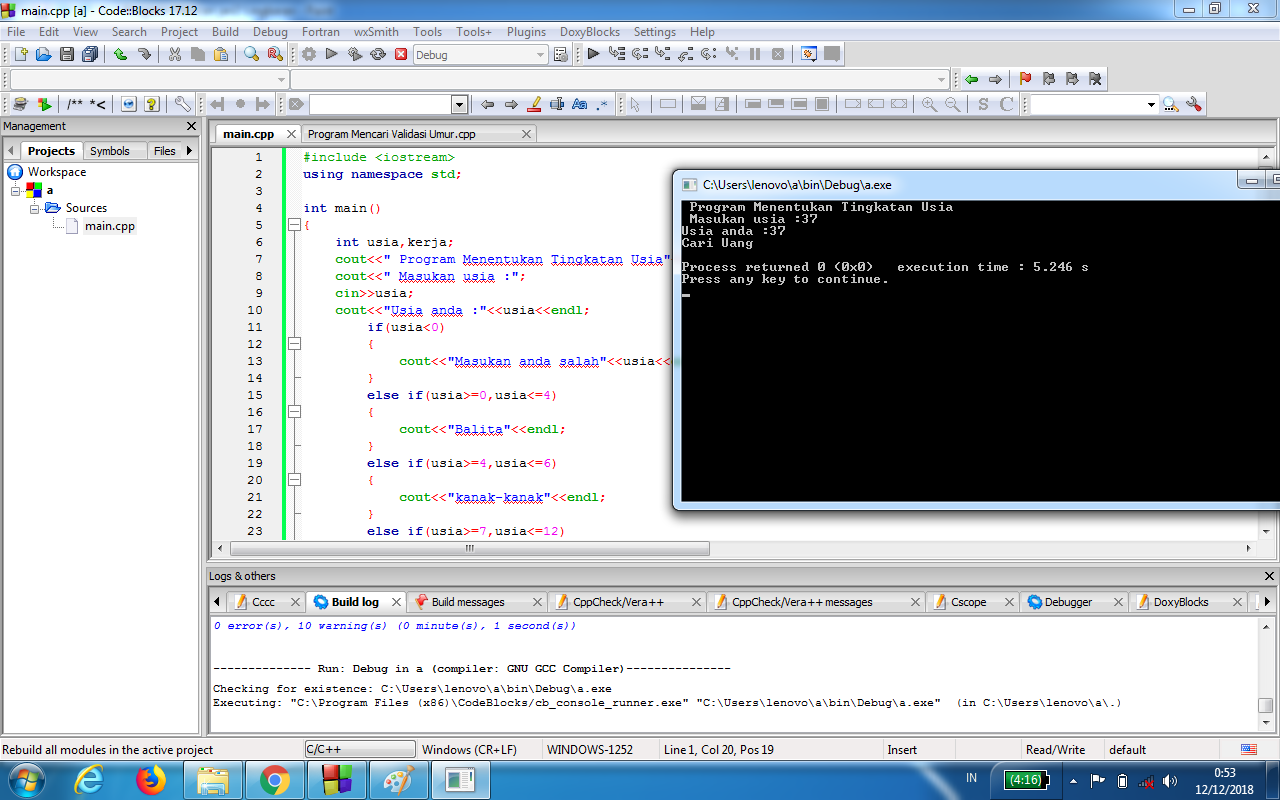 main.cpp [a] - Code::Blocks 17.12
File Edit View Search Project Build Debug Fortran wxSmith Tools Tools+ Plugins DoxyBlocks Settings Help
Debug
/** *<
Aa .*
S C
Management
Projects Symbols Files
Workspace
a
Sources
main.cpp
main.cpp Program Mencari Validasi Umur.cpp
1 #include <iostream>
2 using namespace std;
3
4 int main()
5 {
6 int usia,kerja;
7 cout<<" Program Menentukan Tingkatan Usia"
8 cout<<" Masukan usia :";
9 cin>>usia;
10 cout<<"Usia anda :"<<usia<<endl;
11 if(usia<0)
12 {
13 cout<<"Masukan anda salah"<<usia<<
14 }
15 else if(usia>=0,usia<=4)
16 {
17 cout<<"Balita"<<endl;
18 }
19 else if(usia>=4,usia<=6)
20 {
21 cout<<"kanak-kanak"<<endl;
22 }
23 else if(usia>=7,usia<=12)
C:\Users\lenovo\a\bin\Debug\a.exe
Program Menentukan Tingkatan Usia
Masukan usia :37
Usia anda :37
Cari Uang
Process returned 0 (0x0) execution time : 5.246 s
Press any key to continue.
Logs & others
Cccc Build log Build messages CppCheck/Vera++ CppCheck/Vera++ messages Cscope Debugger DoxyBlocks
0 error(s), 10 warning(s) (0 minute(s), 1 second(s))
-------------- Run: Debug in a (compiler: GNU GCC Compiler)---------------
Checking for existence: C:\Users\lenovo\a\bin\Debug\a.exe
Executing: "C:\Program Files (x86)\CodeBlocks/cb_console_runner.exe" "C:\Users\lenovo\a\bin\Debug\a.exe" (in C:\Users\lenovo\a\.)
Rebuild all modules in the active project C/C++ Windows (CR+LF) WINDOWS-1252 Line 1, Col 20, Pos 19 Insert Read/Write default
IN (4:16) 0:53
12/12/2018